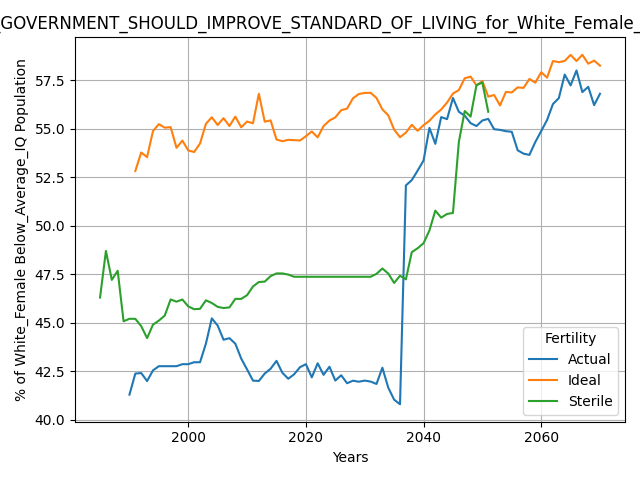 _GOVERNMENT_SHOULD_IMPROVE_STANDARD_OF_LIVING_for_White_Female_
% of White_Female Below_Average_IQ Population
57.5
55.0
52.5
50.0
47.5
45.0
42.5
40.0
Fertility
Actual
Ideal
Sterile
2000
2020
2040
2060
Years